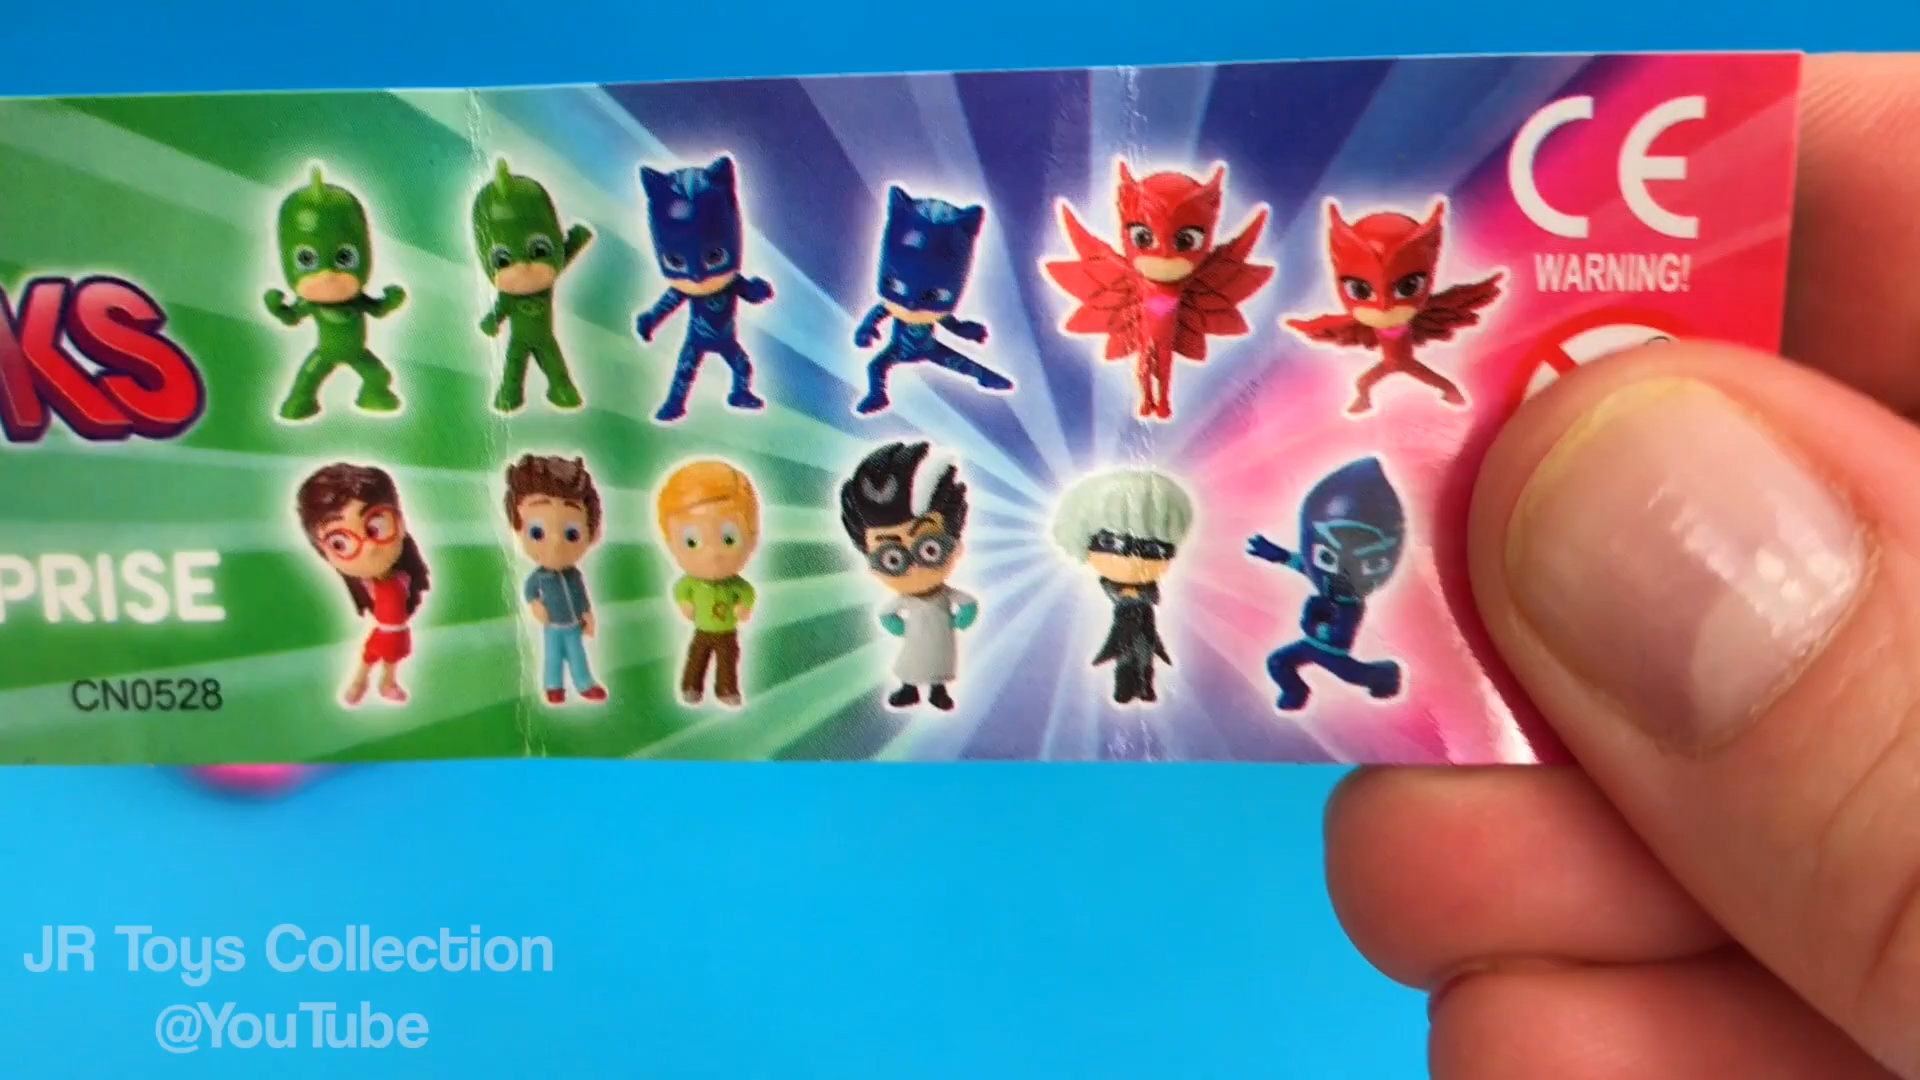 KS
PRISE
CN0528
CE
WARNING!
JR Toys Collection
@YouTube